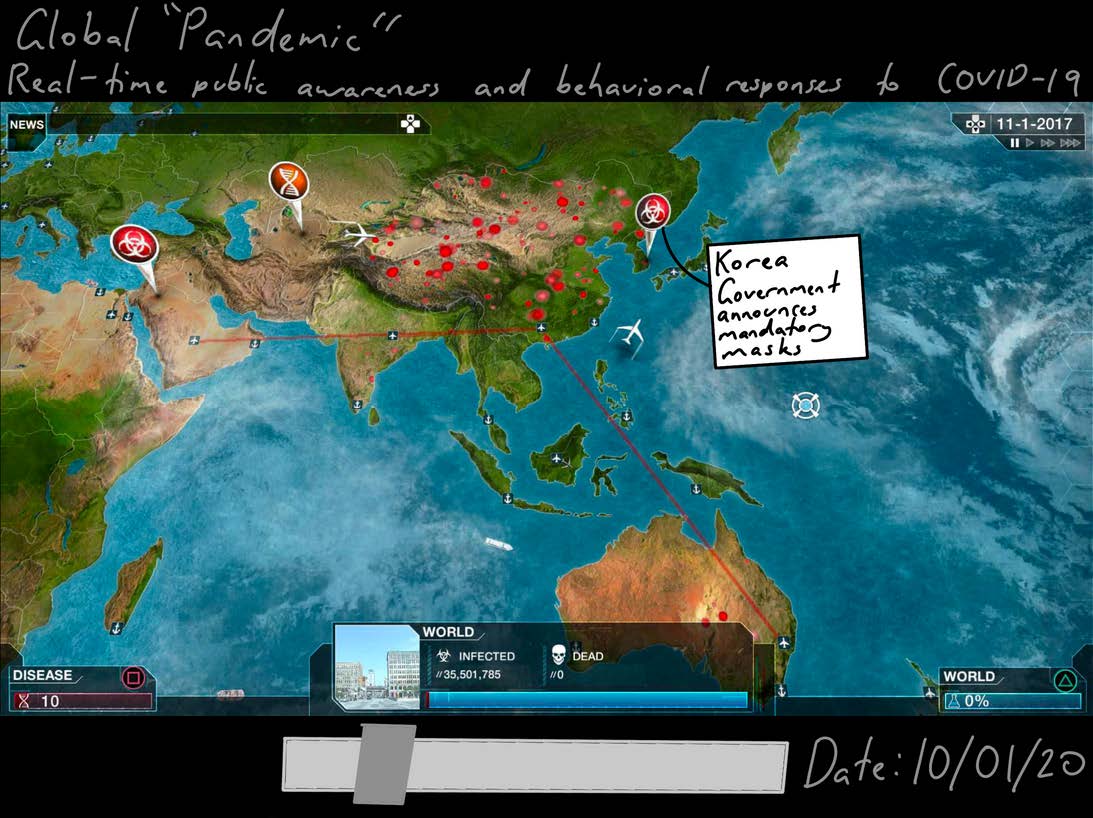 Global "Pandemic"
Real-time public awareness and behavioral responses to COVID-19
NEWS
11-1-2017
Korea
Government
announces
mandatory
masks
WORLD
INFECTED
DEAD
//35,501,785
//0
DISEASE
10
WORLD
0%
Date: 10/01/20